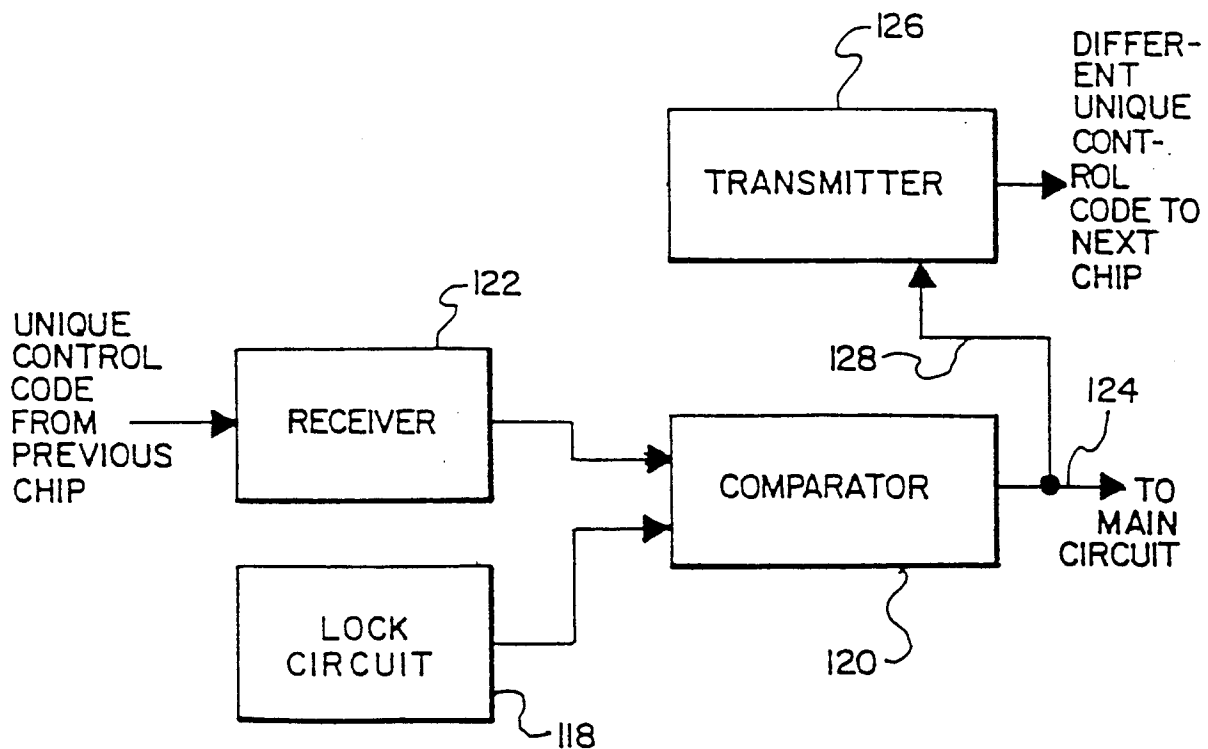 126
DIFFER-
ENT
UNIQUE
CONT-
ROL
CODE TO
NEXT
CHIP
TRANSMITTER
122
UNIQUE
CONTROL
CODE
FROM
PREVIOUS
CHIP
RECEIVER
128
124
COMPARATOR
TO
MAIN
CIRCUIT
LOCK
CIRCUIT
120
118